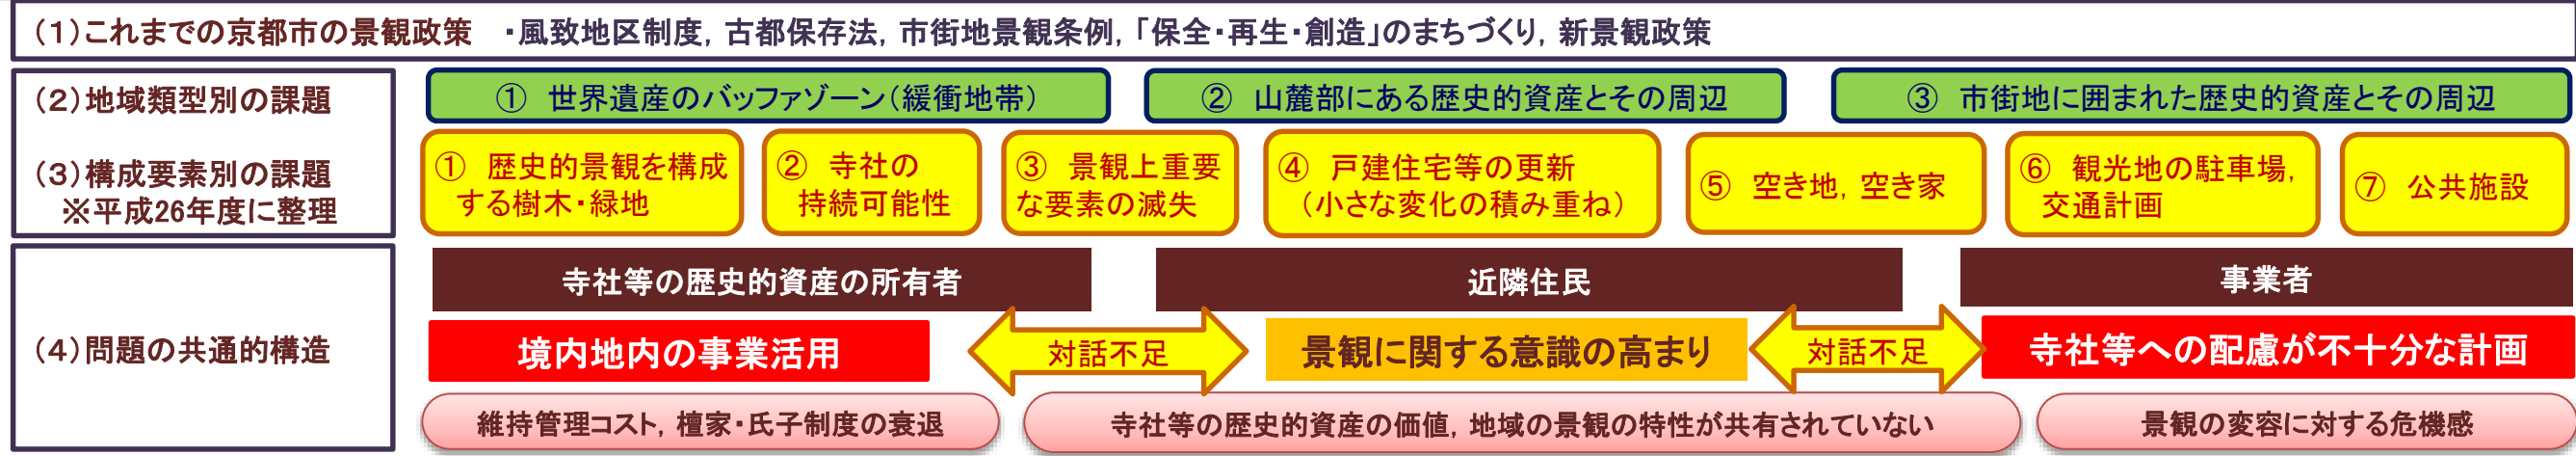 (1)これまでの京都市の景観政策　・風致地区制度，古都保存法，市街地景観条例，「保全・再生・創造」のまちづくり，新景観政策
(2)地域類型別の課題
①　世界遺産のバッファゾーン（緩衝地帯）
②　山麓部にある歴史的資産とその周辺
③　市街地に囲まれた歴史的資産とその周辺
(3)構成要素別の課題
※平成26年度に整理
①　歴史的景観を構成
する樹木・緑地
②　寺社の
持続可能性
③　景観上重要
な要素の滅失
④　戸建住宅等の更新
（小さな変化の積み重ね）
⑤　空き地，空き家
⑥　観光地の駐車場，
交通計画
⑦　公共施設
(4)問題の共通的構造
寺社等の歴史的資産の所有者
近隣住民
事業者
境内地内の事業活用
対話不足
景観に関する意識の高まり
対話不足
寺社等への配慮が不十分な計画
維持管理コスト，檀家・氏子制度の衰退
寺社等の歴史的資産の価値，地域の景観の特性が共有されていない
景観の変容に対する危機感